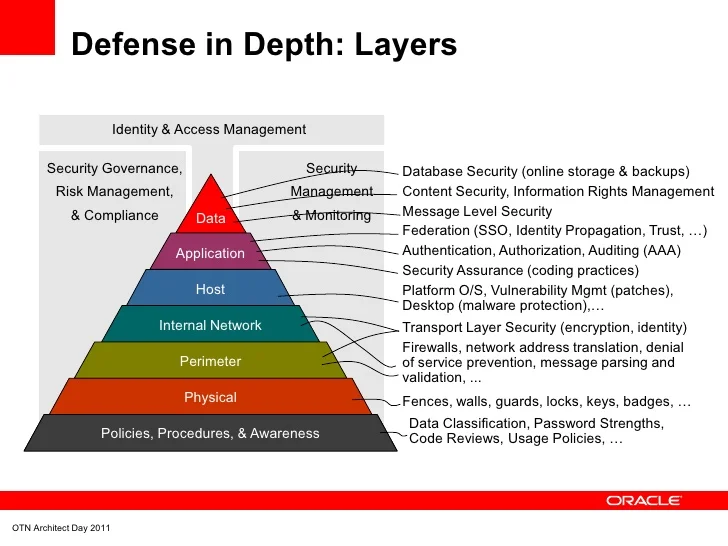 Defense in Depth: Layers
Identity & Access Management
Security Governance,
Risk Management,
& Compliance
Security
Management
& Monitoring
Data
Application
Host
Internal Network
Perimeter
Physical
Policies, Procedures, & Awareness
Database Security (online storage & backups)
Content Security, Information Rights Management
Message Level Security
Federation (SSO, Identity Propagation, Trust, …)
Authentication, Authorization, Auditing (AAA)
Security Assurance (coding practices)
Platform O/S, Vulnerability Mgmt (patches),
Desktop (malware protection),…
Transport Layer Security (encryption, identity)
Firewalls, network address translation, denial
of service prevention, message parsing and
validation, ...
Fences, walls, guards, locks, keys, badges, …
Data Classification, Password Strengths,
Code Reviews, Usage Policies, …
ORACLE
OTN Architect Day 2011